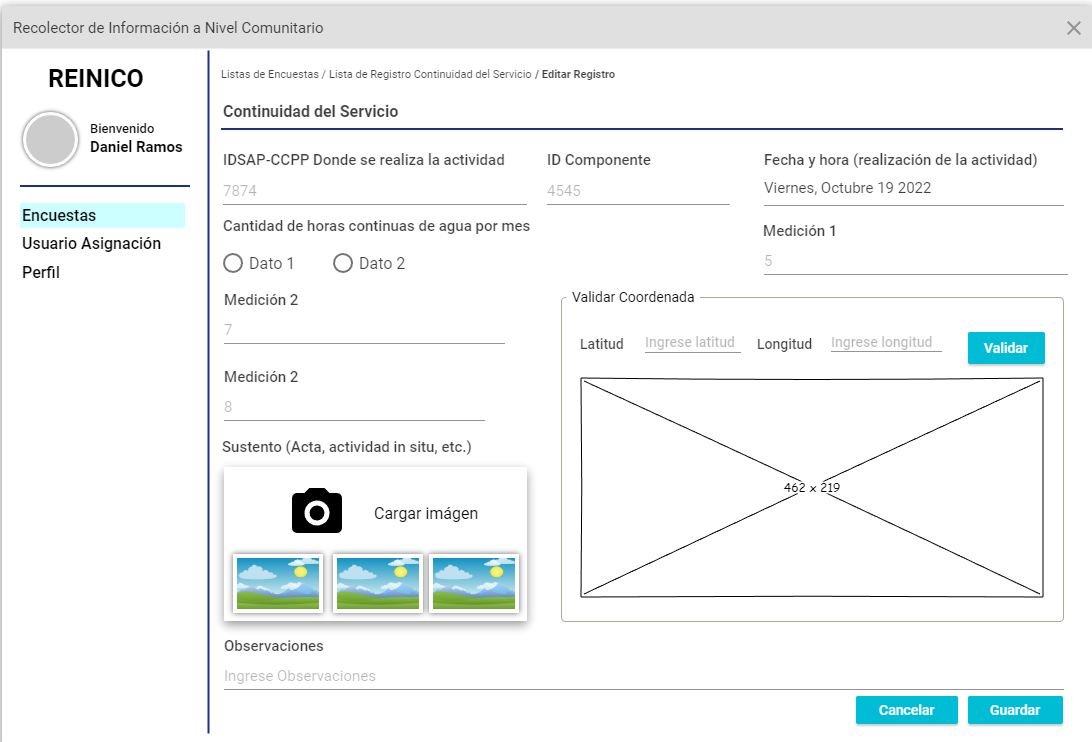 Recolector de Información a Nivel Comunitario
REINICO
Bienvenido
Daniel Ramos
Encuestas
Usuario Asignación
Perfil
Listas de Encuestas / Lista de Registro Continuidad del Servicio / Editar Registro
Continuidad del Servicio
IDSAP-CCPP Donde se realiza la actividad
7874
ID Componente
4545
Fecha y hora (realización de la actividad)
Viernes, Octubre 19 2022
Cantidad de horas continuas de agua por mes
Dato 1
Dato 2
Medición 1
5
Medición 2
7
Medición 2
8
Validar Coordenada
Latitud
Ingrese latitud
Longitud
Ingrese longitud
Validar
462 x 219
Sustento (Acta, actividad in situ, etc.)
Cargar imágen
Observaciones
Ingrese Observaciones
Cancelar
Guardar